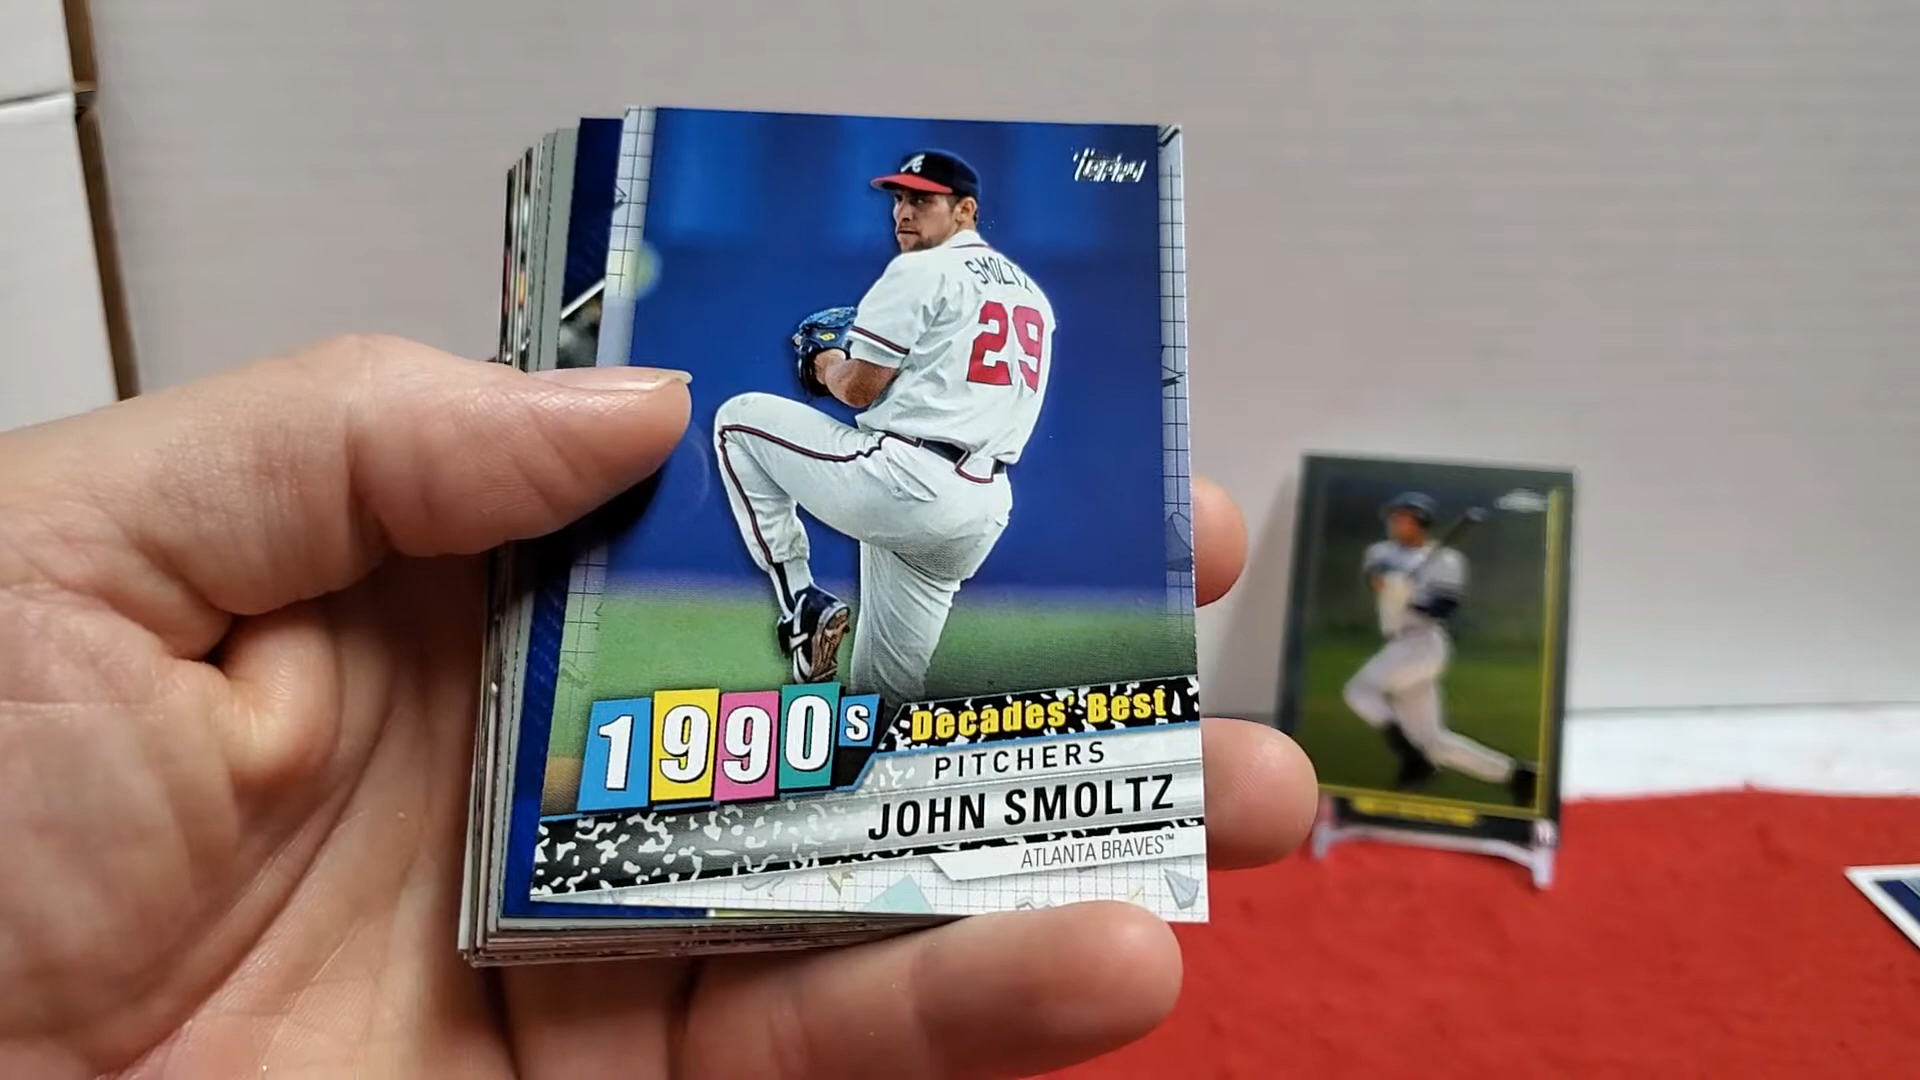 Topps
SMOLTZ
29
1990s
Decades' Best
PITCHERS
JOHN SMOLTZ
ATLANTA BRAVES™